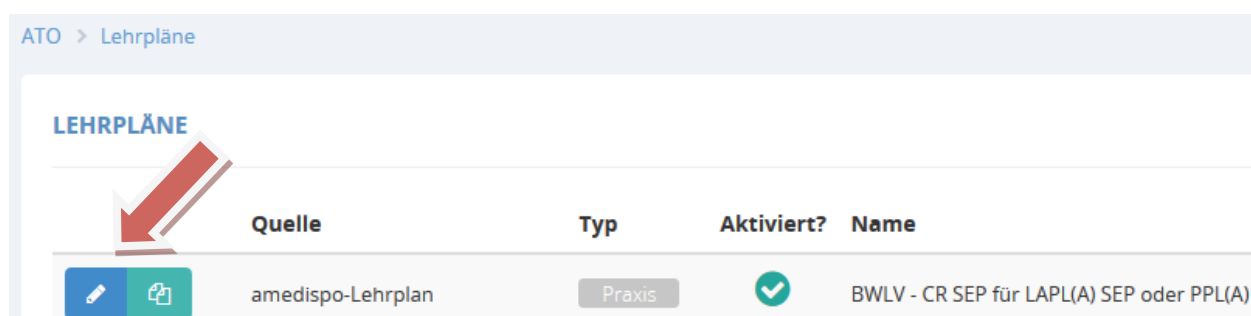 ATO > Lehrpläne
LEHRPLÄNE
Quelle Typ Aktiviert? Name
amedispo-Lehrplan Praxis BWLV - CR SEP für LAPL(A) SEP oder PPL(A)